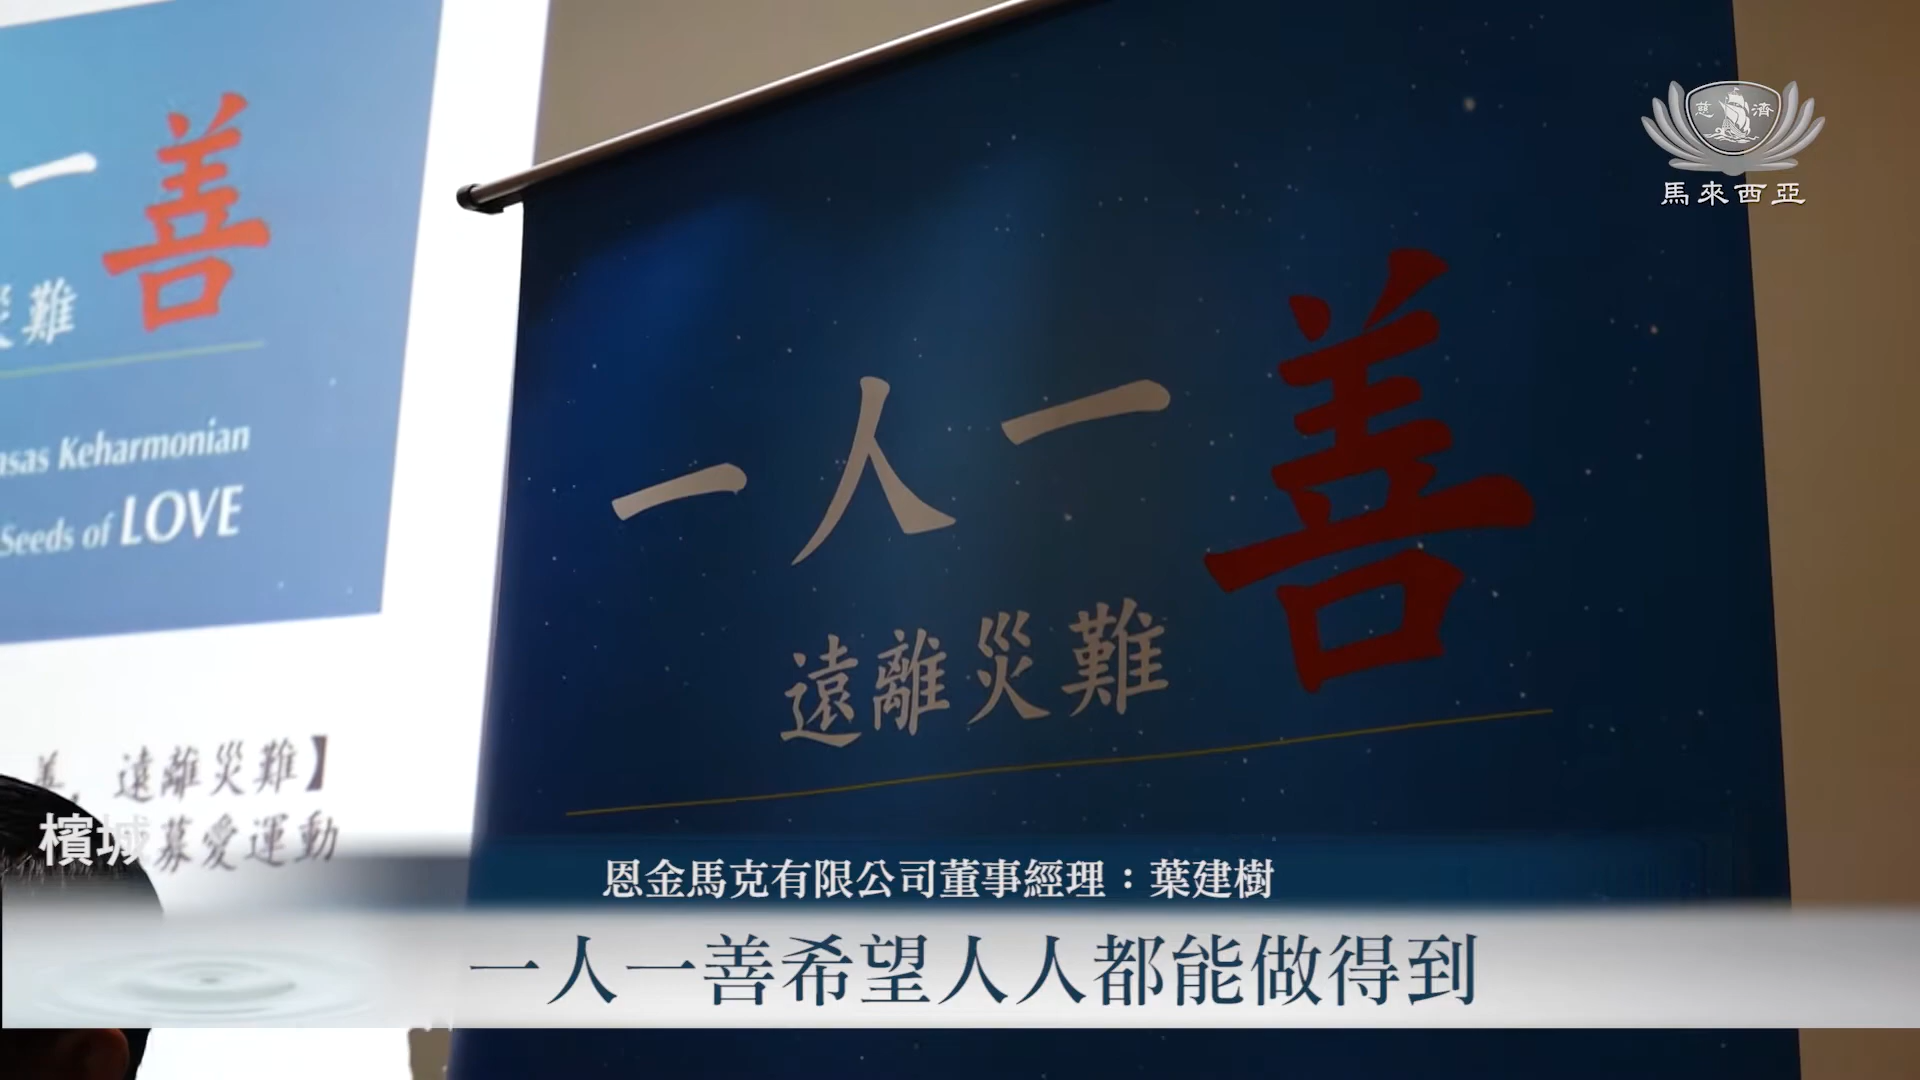 一善
災難
Keharmonian
Seeds of LOVE
善，遠離災難】
募愛運動
一人一善
遠離災難
慈濟
馬來西亞
檳城
恩金馬克有限公司董事經理：葉建樹
一人一善希望人人都能做得到